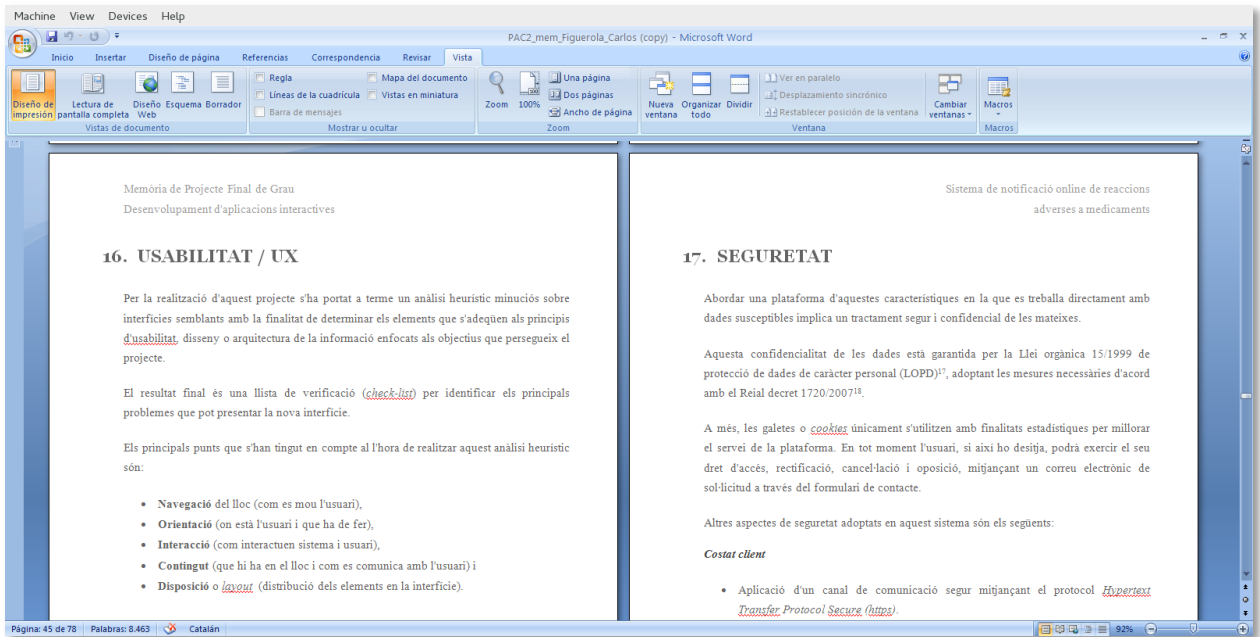 Machine View Devices Help
PAC2_mem_Figuerola_Carlos (copy) - Microsoft Word
Inicio Insertar Diseño de página Referencias Correspondencia Revisar Vista
Diseño de impresión
Lectura de pantalla completa
Diseño Web
Esquema
Borrador
Vistas de documento
Regla
Líneas de la cuadrícula
Barra de mensajes
Mapa del documento
Vistas en miniatura
Mostrar u ocultar
Zoom
100%
Una página
Dos páginas
Ancho de página
Zoom
Nueva ventana
Organizar todo
Dividir
Ver en paralelo
Desplazamiento sincrónico
Restablecer posición de la ventana
Cambiar ventanas
Ventana
Macros
Macros
Memòria de Projecte Final de Grau
Desenvolupament d'aplicacions interactives
16. USABILITAT / UX
Per la realització d'aquest projecte s'ha portat a terme un anàlisi heurístic minuciós sobre
interfícies semblants amb la finalitat de determinar els elements que s'adeqüen als principis
d'usabilitat, disseny o arquitectura de la informació enfocats als objectius que persegueix el
projecte.
El resultat final és una llista de verificació (check-list) per identificar els principals
problemes que pot presentar la nova interfície.
Els principals punts que s'han tingut en compte al l'hora de realitzar aquest anàlisi heurístic
són:
• Navegació del lloc (com es mou l'usuari),
• Orientació (on està l'usuari i que ha de fer),
• Interacció (com interactuen sistema i usuari),
• Contingut (que hi ha en el lloc i com es comunica amb l'usuari) i
• Disposició o layout (distribució dels elements en la interfície).
Sistema de notificació online de reaccions
adverses a medicaments
17. SEGURETAT
Abordar una plataforma d'aquestes característiques en la que es treballa directament amb
dades susceptibles implica un tractament segur i confidencial de les mateixes.
Aquesta confidencialitat de les dades està garantida per la Llei orgànica 15/1999 de
protecció de dades de caràcter personal (LOPD)17, adoptant les mesures necessàries d'acord
amb el Reial decret 1720/200718.
A més, les galetes o cookies únicament s'utilitzen amb finalitats estadístiques per millorar
el servei de la plataforma. En tot moment l'usuari, si així ho desitja, podrà exercir el seu
dret d'accés, rectificació, cancel·lació i oposició, mitjançant un correu electrònic de
sol·licitud a través del formulari de contacte.
Altres aspectes de seguretat adoptats en aquest sistema són els següents:
Costat client
• Aplicació d'un canal de comunicació segur mitjançant el protocol Hypertext
Transfer Protocol Secure (https).
Página: 45 de 78 Palabras: 8.463 Catalán 92%